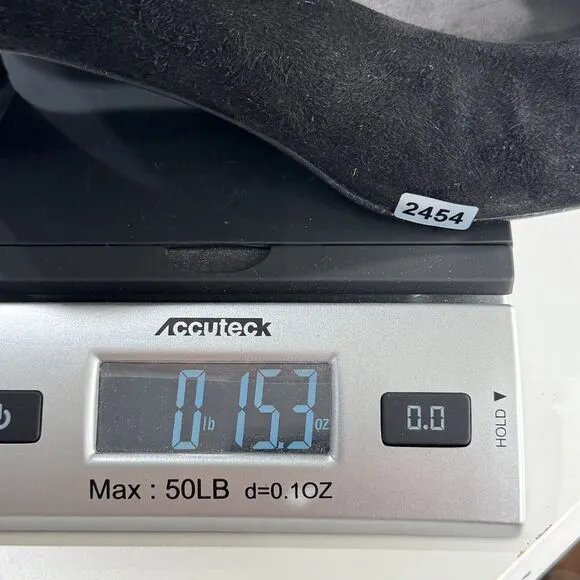 2454
Accuteck
0 lb 15.3 oz
0.0
HOLD ▼
Max : 50LB d=0.1OZ